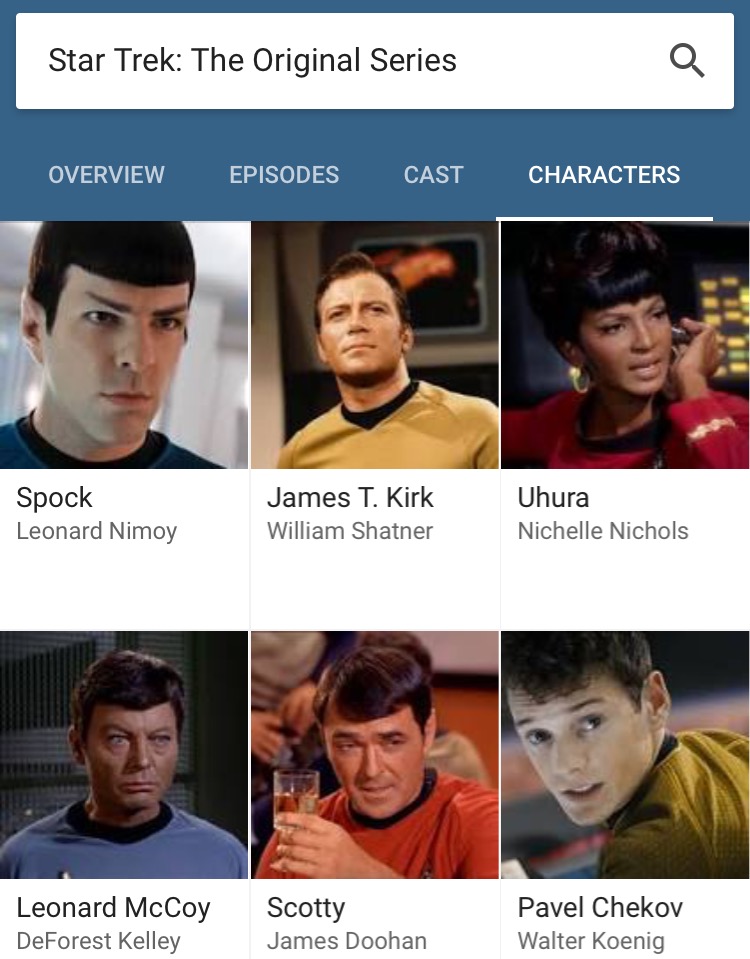 Star Trek: The Original Series
OVERVIEW EPISODES CAST CHARACTERS
Spock James T. Kirk Uhura
Leonard Nimoy William Shatner Nichelle Nichols
Leonard McCoy Scotty Pavel Chekov
DeForest Kelley James Doohan Walter Koenig